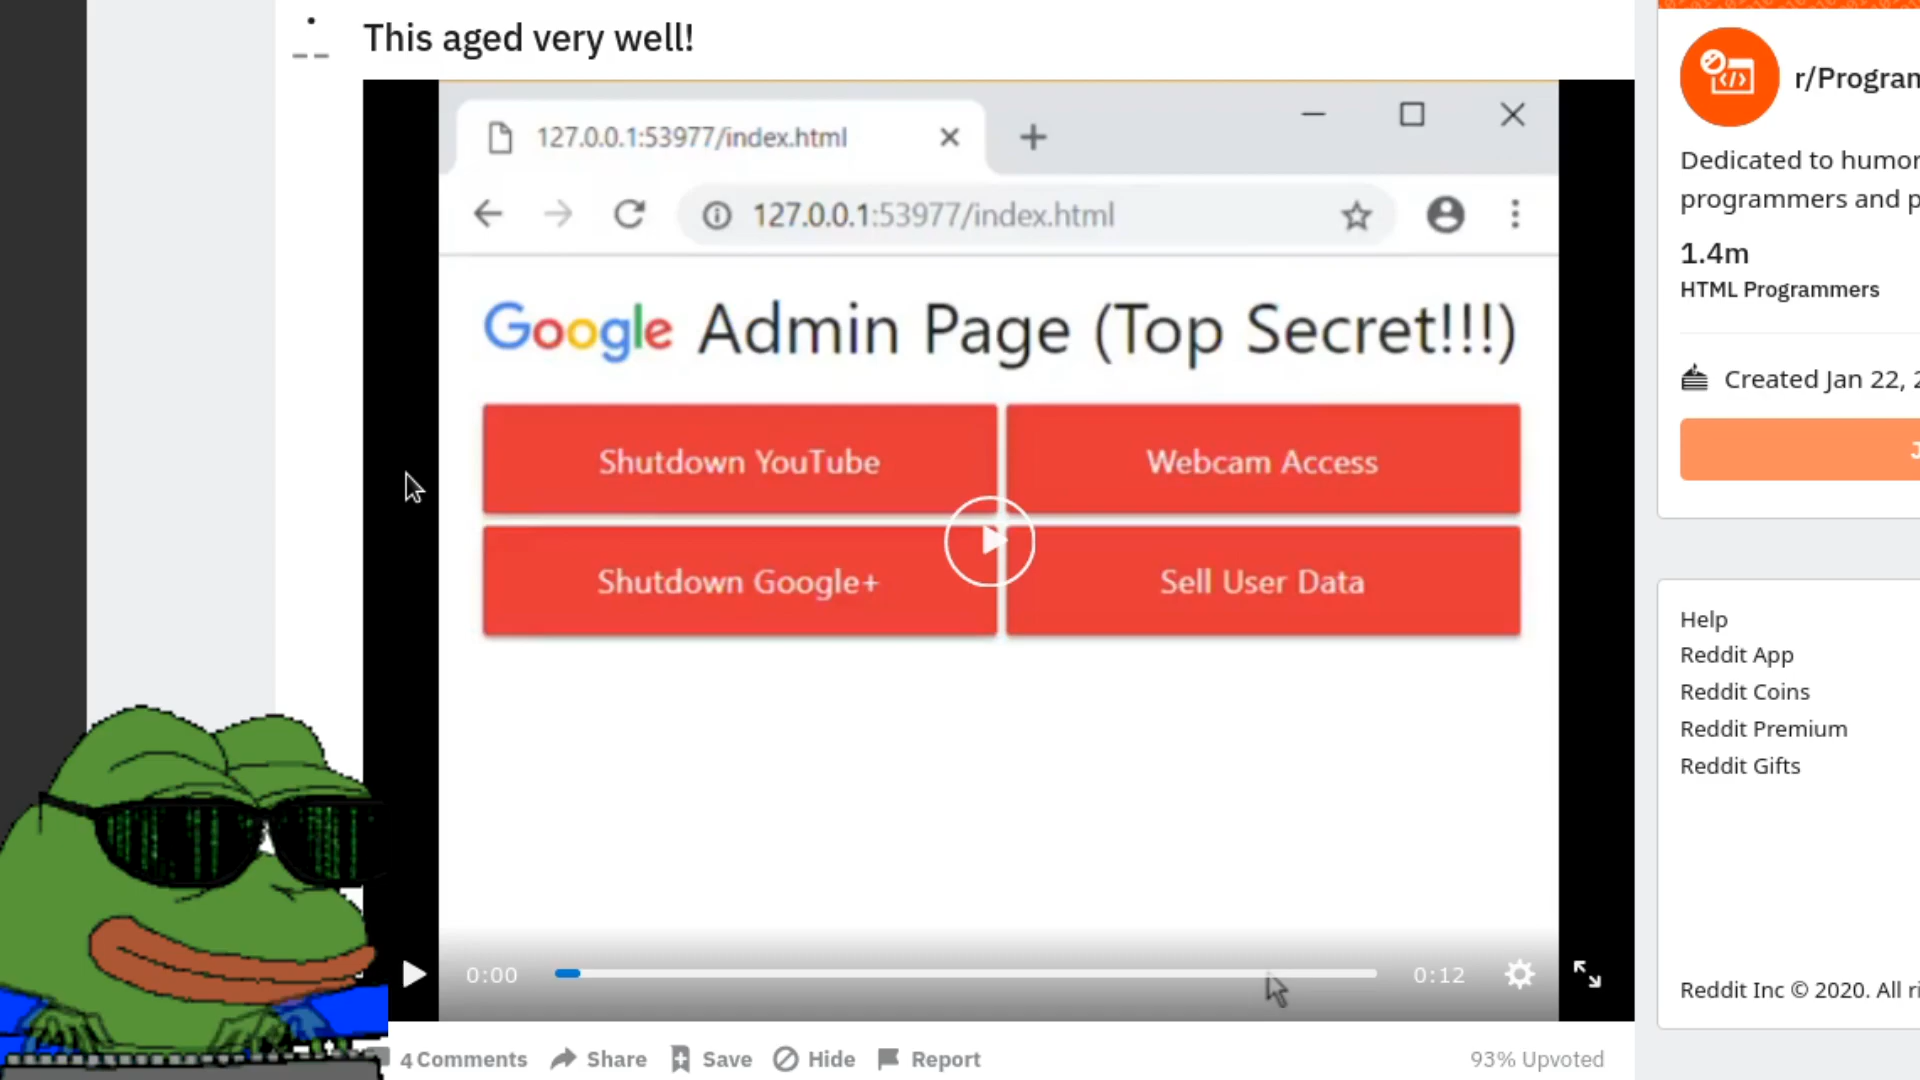 This aged very well!
127.0.0.1:53977/index.html
127.0.0.1:53977/index.html
Google Admin Page (Top Secret!!!)
Shutdown YouTube
Webcam Access
Shutdown Google+
Sell User Data
0:00
0:12
4 Comments
Share
Save
Hide
Report
93% Upvoted
r/Program
Dedicated to humor
programmers and p
1.4m
HTML Programmers
Created Jan 22, 2
J
Help
Reddit App
Reddit Coins
Reddit Premium
Reddit Gifts
Reddit Inc © 2020. All ri